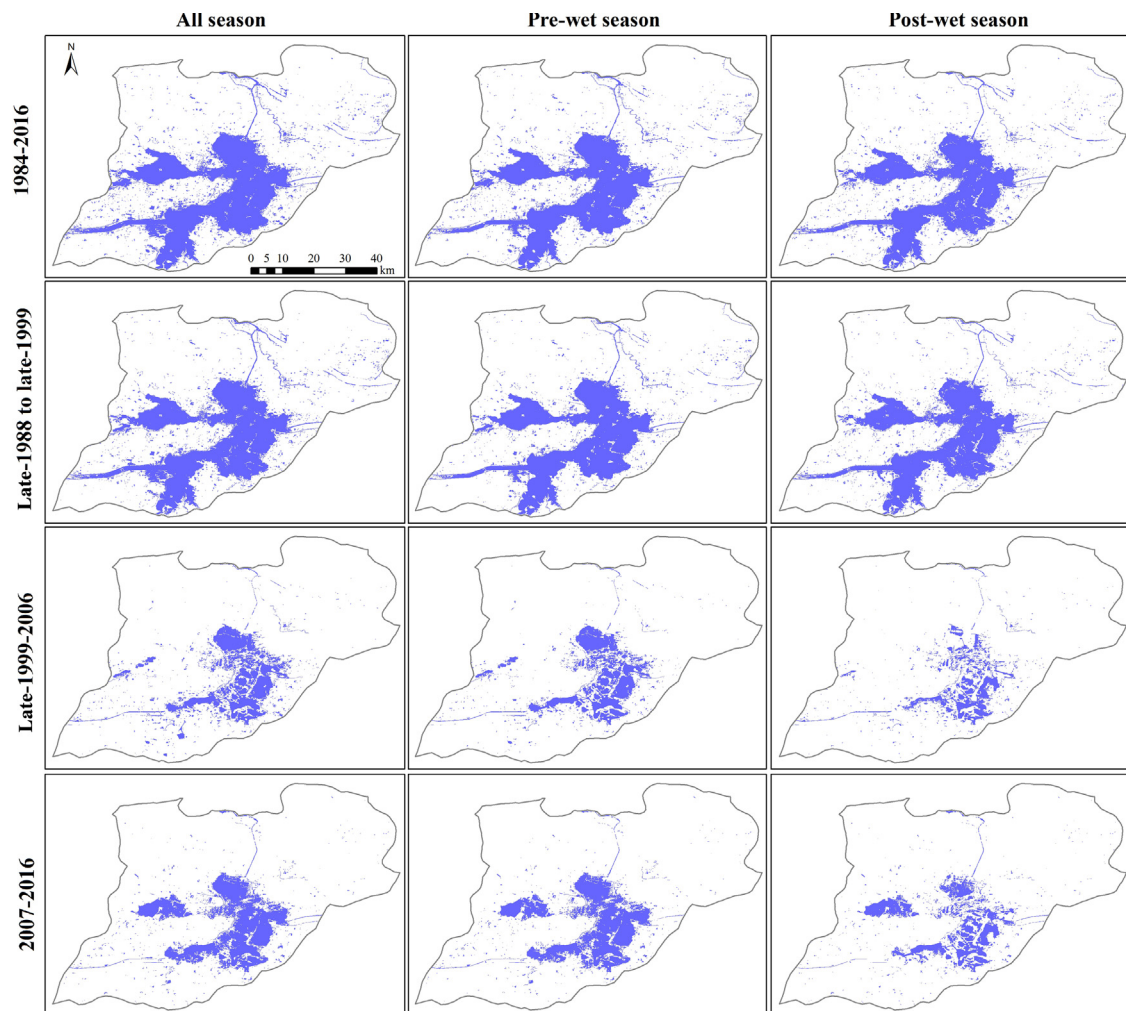 All season Pre-wet season Post-wet season
N
1984-2016
0 5 10 20 30 40
km
Late-1988 to late-1999
Late-1999-2006
2007-2016